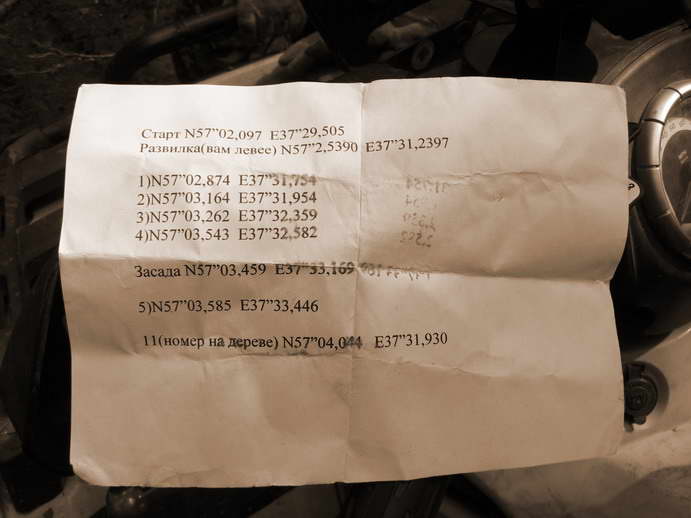 Старт N57”02,097 E37”29,505
Развилка(вам левее) N57”2,5390 E37”31,2397
1)N57”02,874 E37”31,754
2)N57”03,164 E37”31,954
3)N57”03,262 E37”32,359
4)N57”03,543 E37”32,582
Засада N57”03,459 E37”33,169
5)N57”03,585 E37”33,446
11(номер на дереве) N57”04,044 E37”31,930